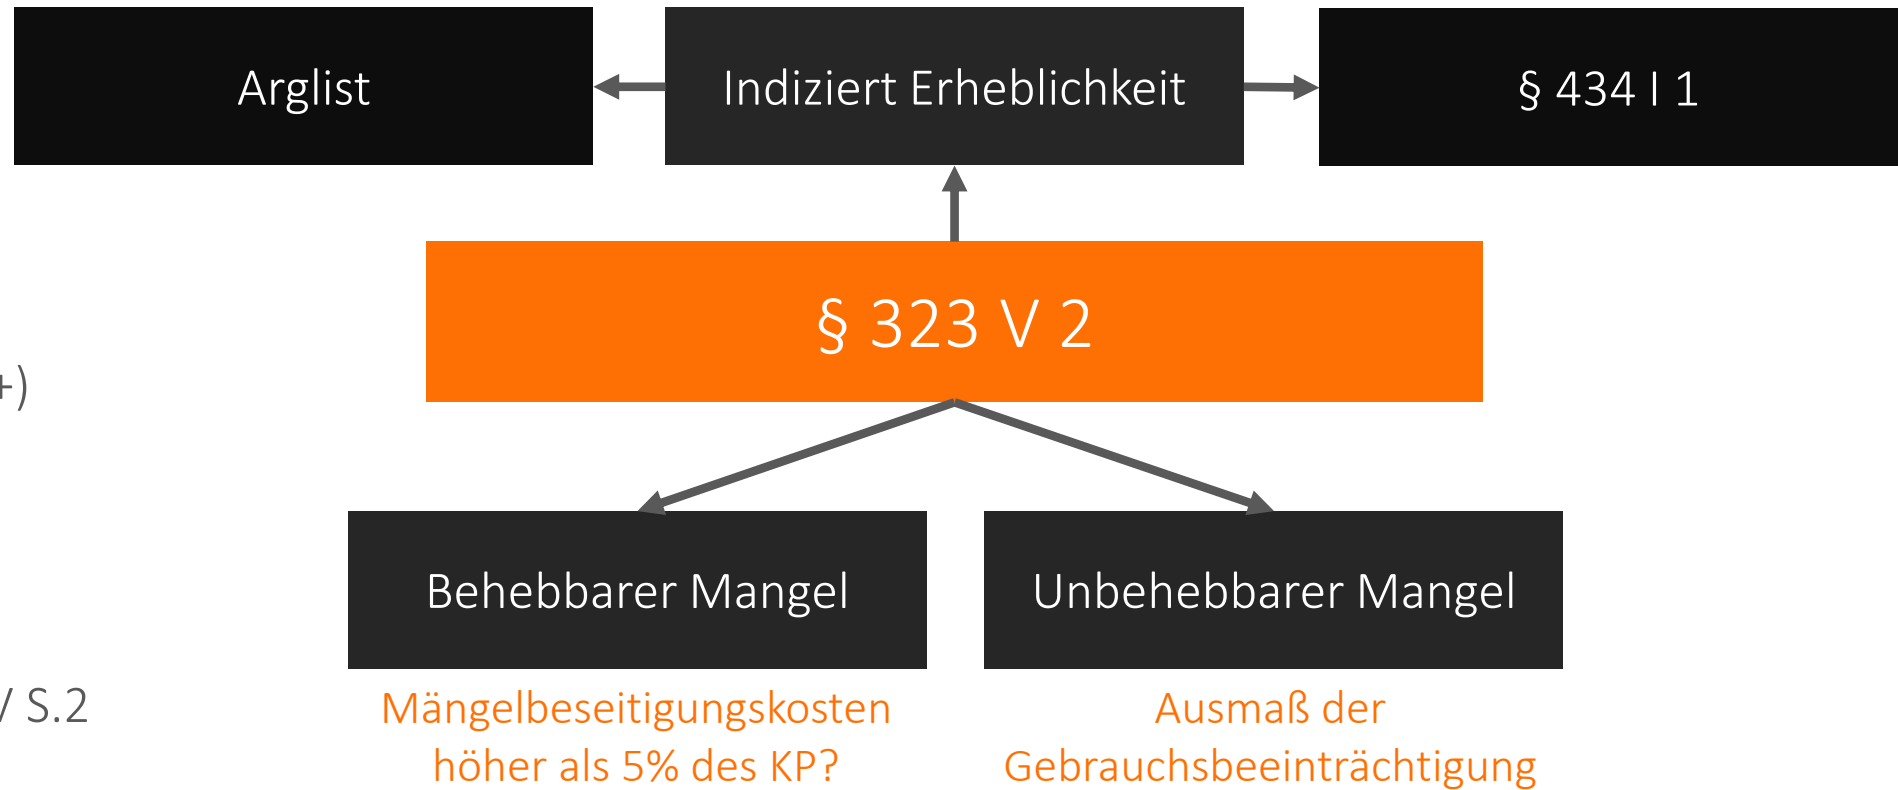 Arglist
Indiziert Erheblichkeit
§ 434 I 1
§ 323 V 2
+)
Behebbarer Mangel
Unbehebbarer Mangel
V S.2
Mängelbeseitigungskosten
höher als 5% des KP?
Ausmaß der
Gebrauchsbeeinträchtigung